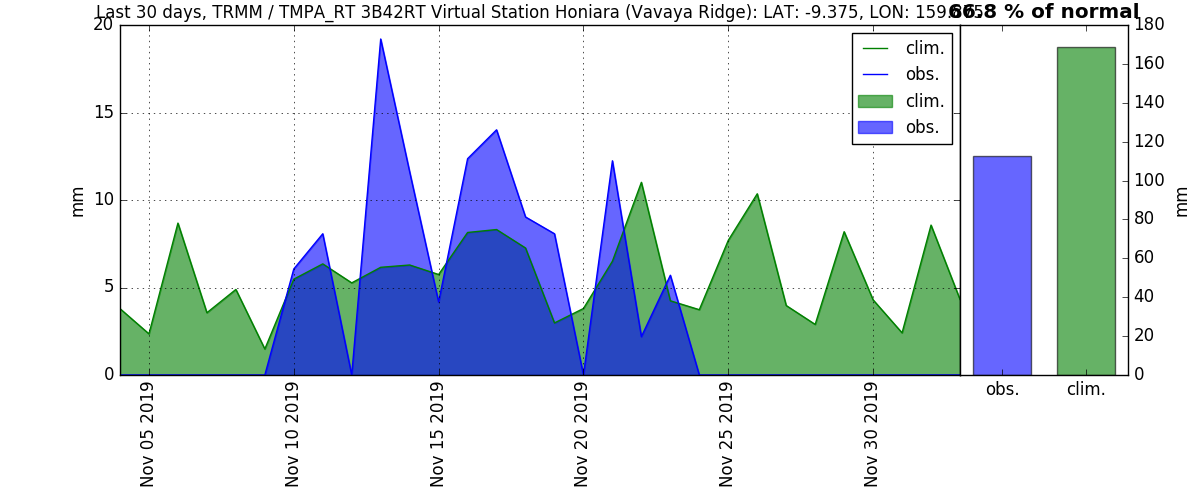 Last 30 days, TRMM / TMPA_RT 3B42RT Virtual Station Honiara (Vavaya Ridge): LAT: -9.375, LON:
66.8 % of normal
20
15
10
5
0
mm
clim.
obs.
clim.
obs.
180
160
140
120
100
80
60
40
20
0
mm
Nov 05 2019
Nov 10 2019
Nov 15 2019
Nov 20 2019
Nov 25 2019
Nov 30 2019
obs.
clim.